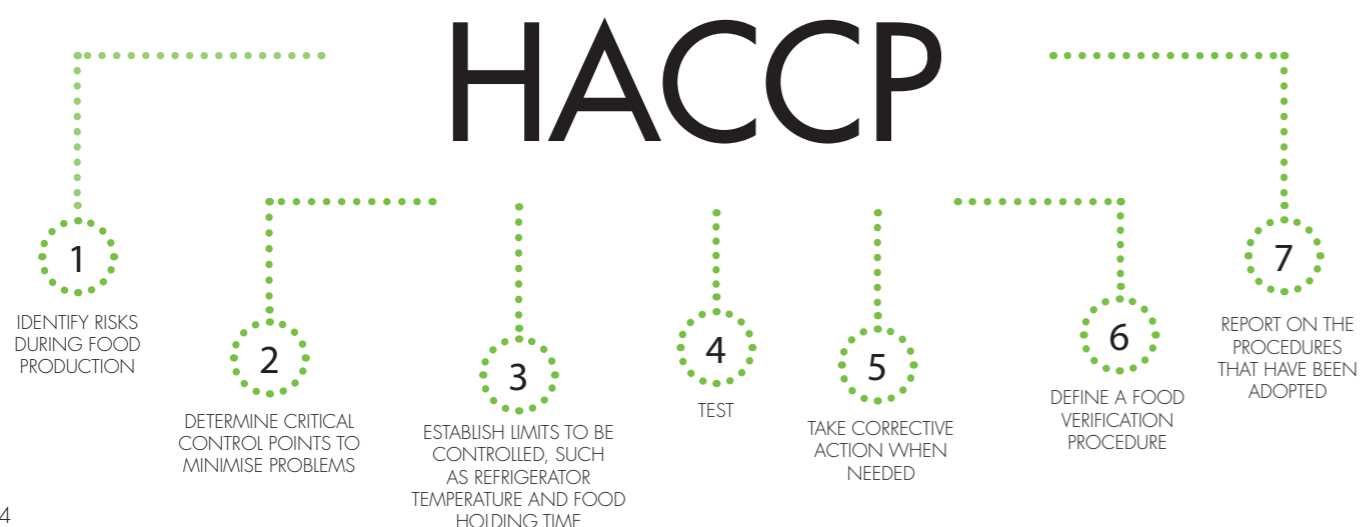 HACCP
1
IDENTIFY RISKS
DURING FOOD
PRODUCTION
2
DETERMINE CRITICAL
CONTROL POINTS TO
MINIMISE PROBLEMS
3
ESTABLISH LIMITS TO BE
CONTROLLED, SUCH
AS REFRIGERATOR
TEMPERATURE AND FOOD
HOLDING TIME
4
TEST
5
TAKE CORRECTIVE
ACTION WHEN
NEEDED
6
DEFINE A FOOD
VERIFICATION
PROCEDURE
7
REPORT ON THE
PROCEDURES
THAT HAVE BEEN
ADOPTED
4